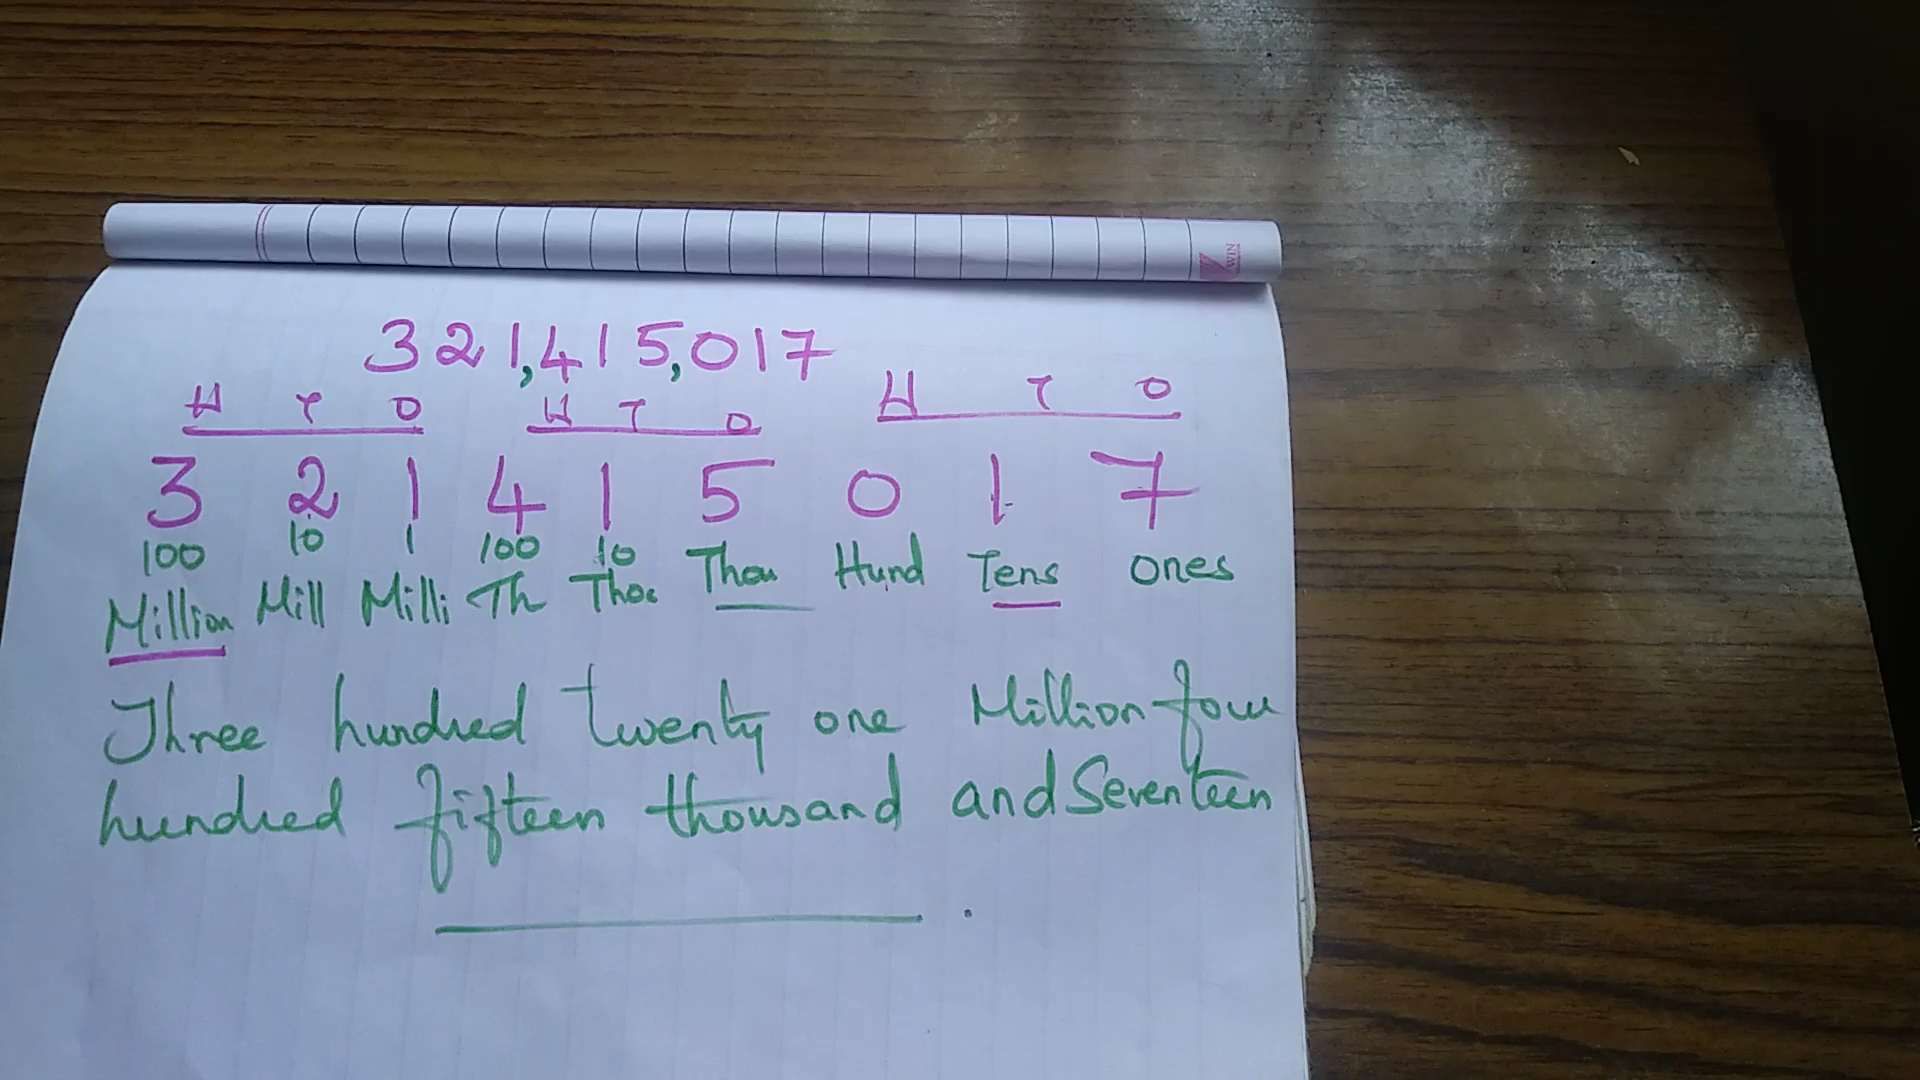 321,415,017
H T O H T O H T O
3 2 1 4 1 5 0 1 7
100 10 1 100 10 Thou Hund Tens ones
Million Mill Milli Th Thou
Three hundred twenty one Million four
hundred fifteen thousand and Seventeen
.
WIN